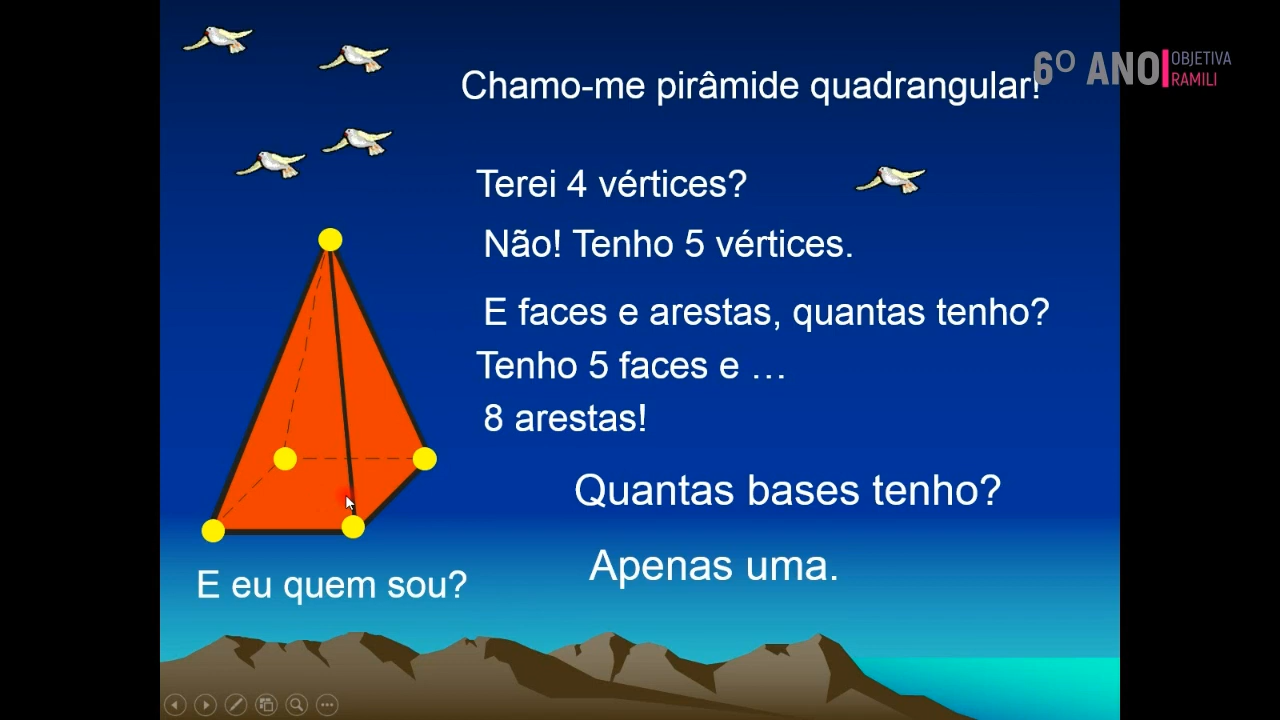 6º ANO
OBJETIVA
RAMILI
Chamo-me pirâmide quadrangular!
Terei 4 vértices?
Não! Tenho 5 vértices.
E faces e arestas, quantas tenho?
Tenho 5 faces e …
8 arestas!
Quantas bases tenho?
Apenas uma.
E eu quem sou?